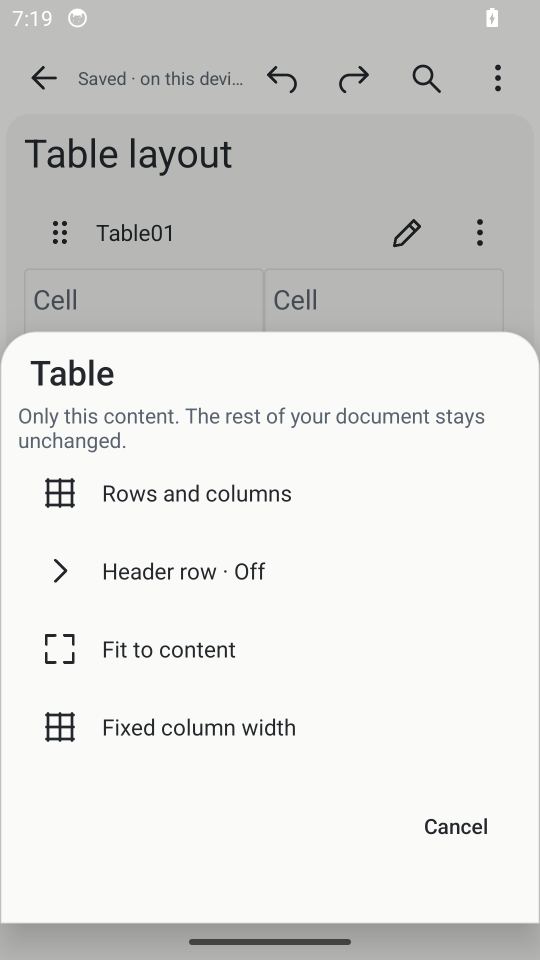 7:19
Saved · on this devi…
Table layout
Table01
Cell
Cell
Table
Only this content. The rest of your document stays
unchanged.
Rows and columns
Header row · Off
Fit to content
Fixed column width
Cancel